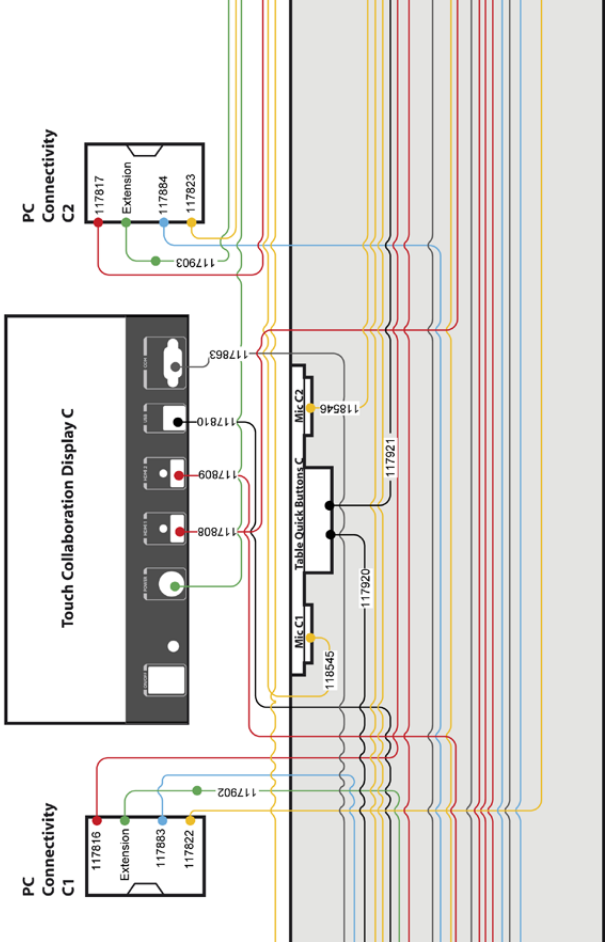 PC
Connectivity
C2
117817
Extension
117884
117823
117903
Touch Collaboration Display C
117863
117810
117809
117808
Mic C2
118546
Table Quick Buttons C
117921
117920
Mic C1
118545
PC
Connectivity
C1
117816
Extension
117883
117822
117902